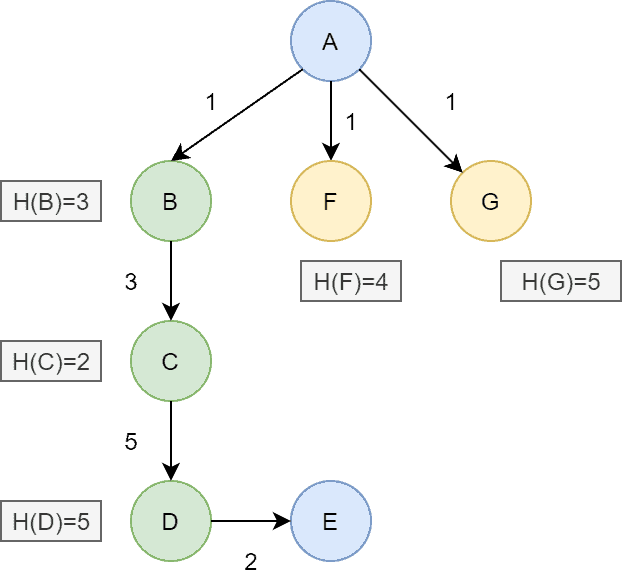 A
1
1
1
H(B)=3
B
F
G
3
H(F)=4
H(G)=5
H(C)=2
C
5
H(D)=5
D
E
2